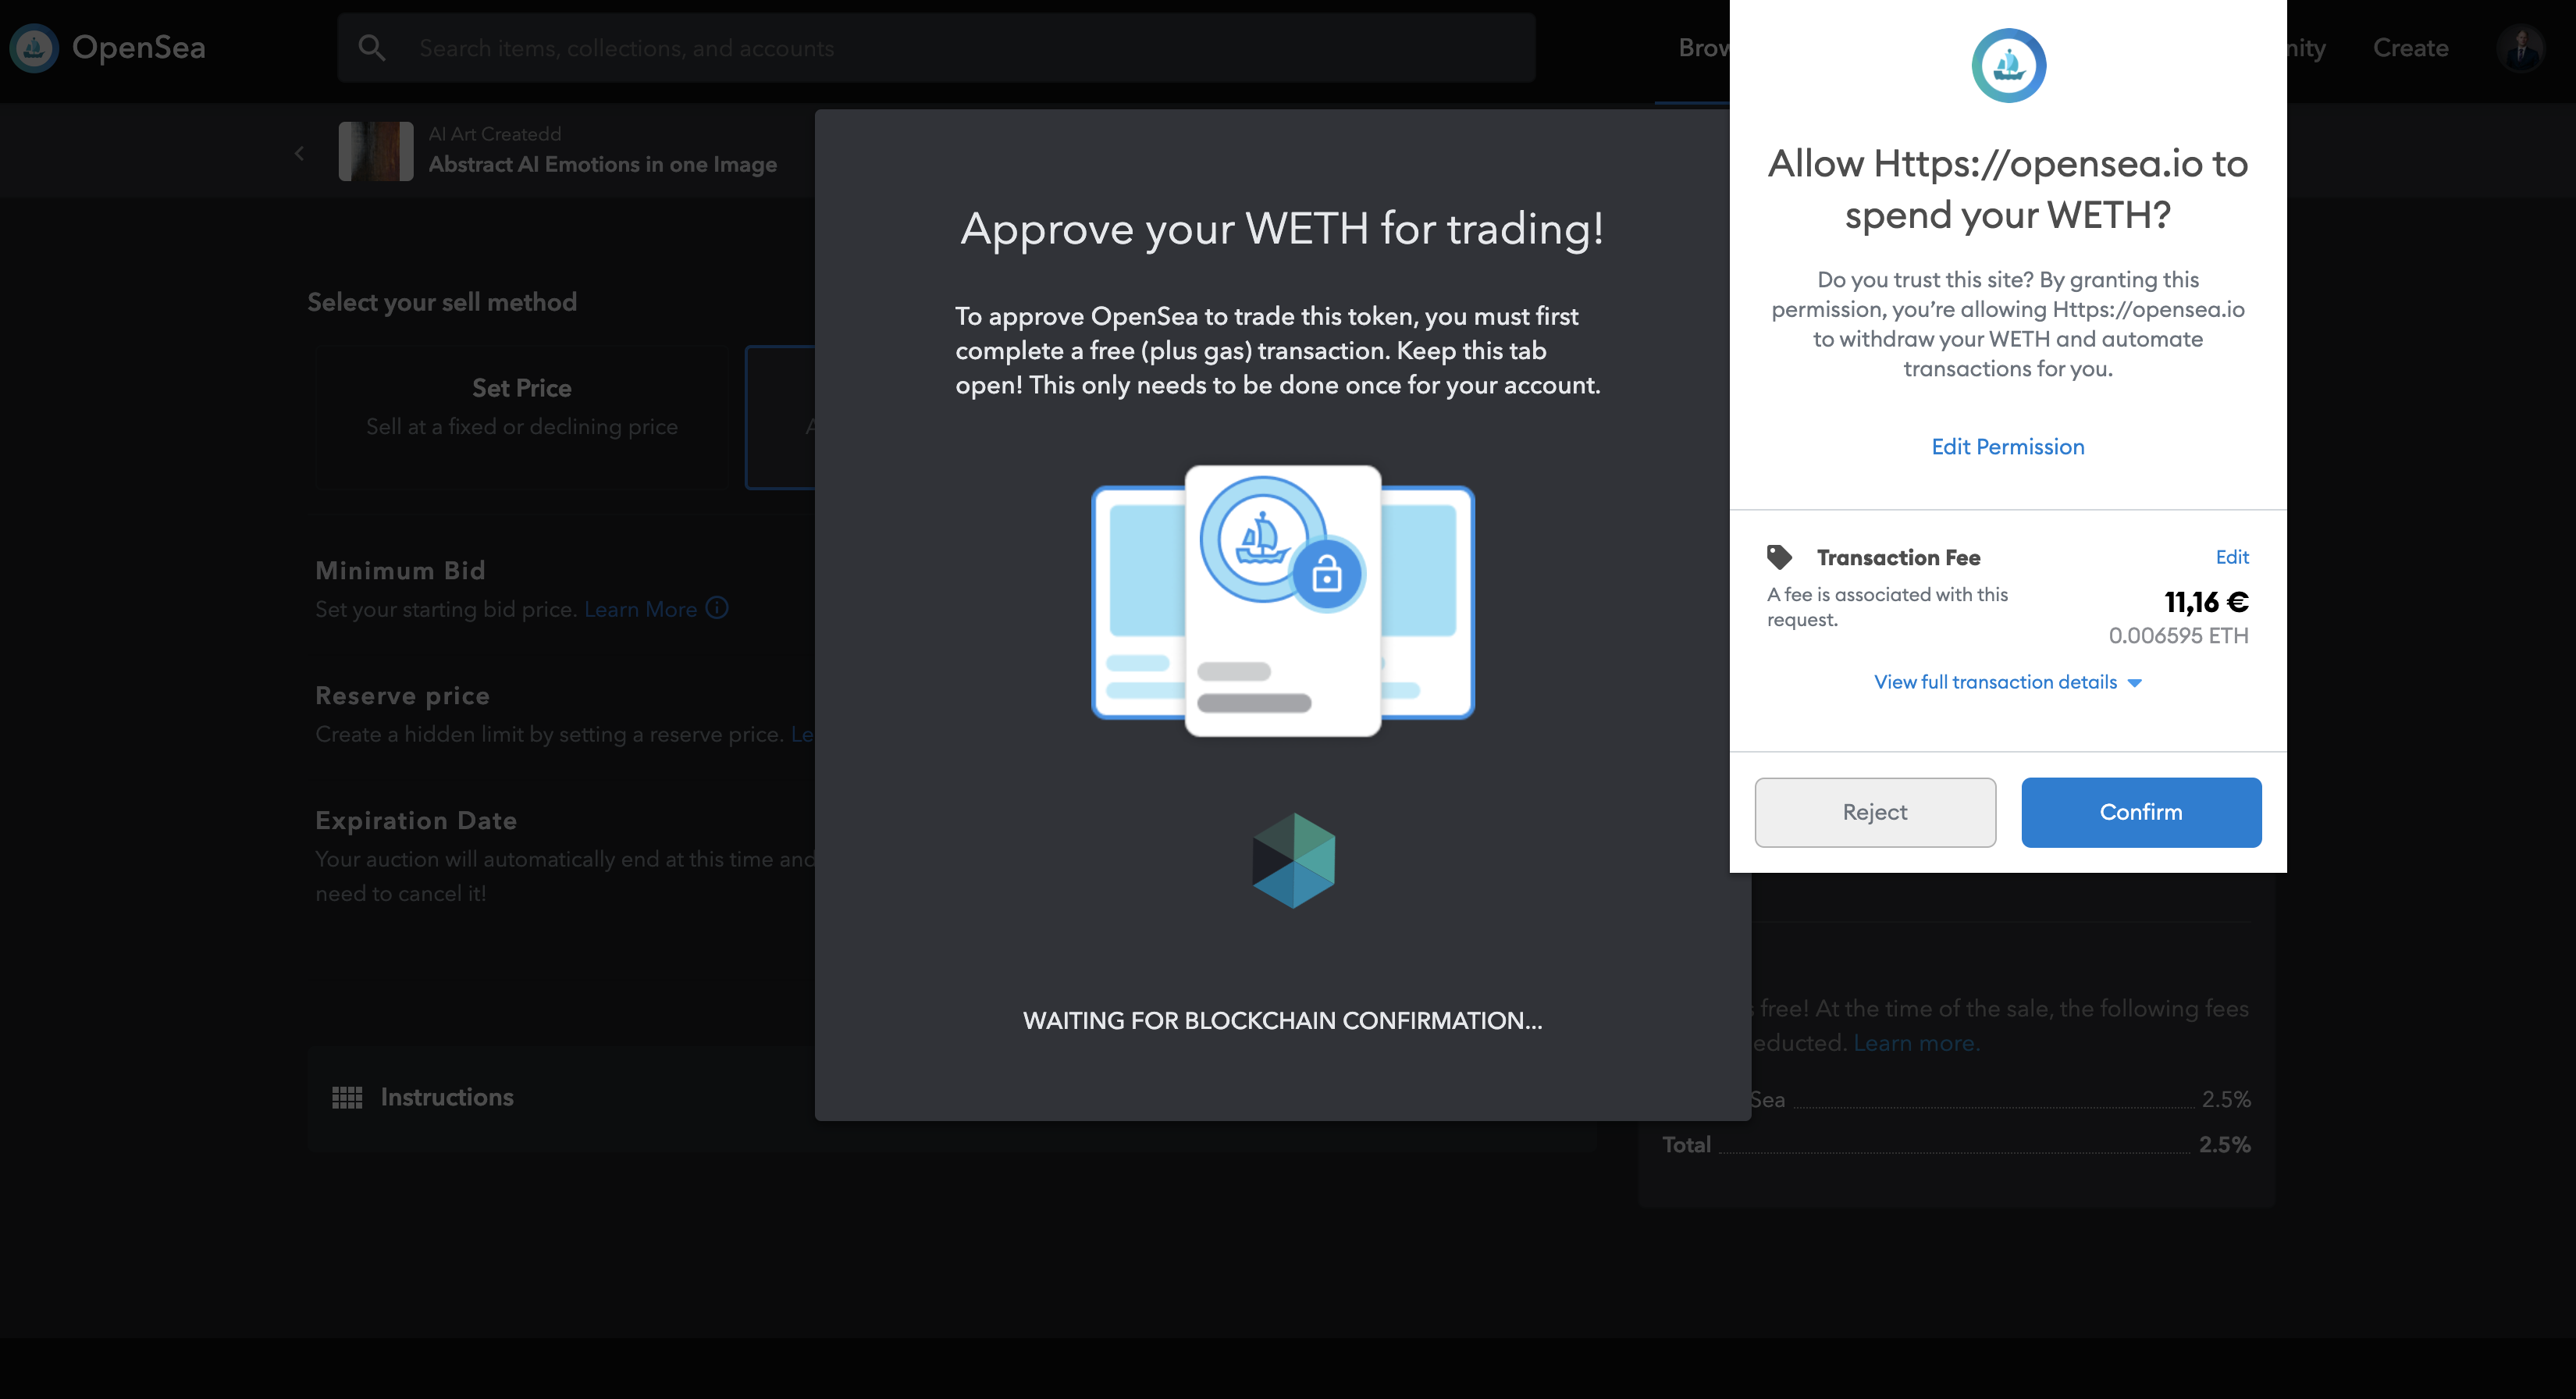 OpenSea
Search items, collections, and accounts
Create
AI Art Createdd
Abstract AI Emotions in one Image
Select your sell method
Set Price
Sell at a fixed or declining price
Minimum Bid
Set your starting bid price. Learn More
Reserve price
Create a hidden limit by setting a reserve price.
Expiration Date
Your auction will automatically end at this time and
need to cancel it!
Instructions
Approve your WETH for trading!
To approve OpenSea to trade this token, you must first
complete a free (plus gas) transaction. Keep this tab
open! This only needs to be done once for your account.
WAITING FOR BLOCKCHAIN CONFIRMATION...
Allow Https://opensea.io to
spend your WETH?
Do you trust this site? By granting this
permission, you’re allowing Https://opensea.io
to withdraw your WETH and automate
transactions for you.
Edit Permission
Transaction Fee
Edit
A fee is associated with this
request.
11,16 €
0.006595 ETH
View full transaction details
Reject
Confirm
free! At the time of the sale, the following fees
Learn more.
Sea 2.5%
Total 2.5%